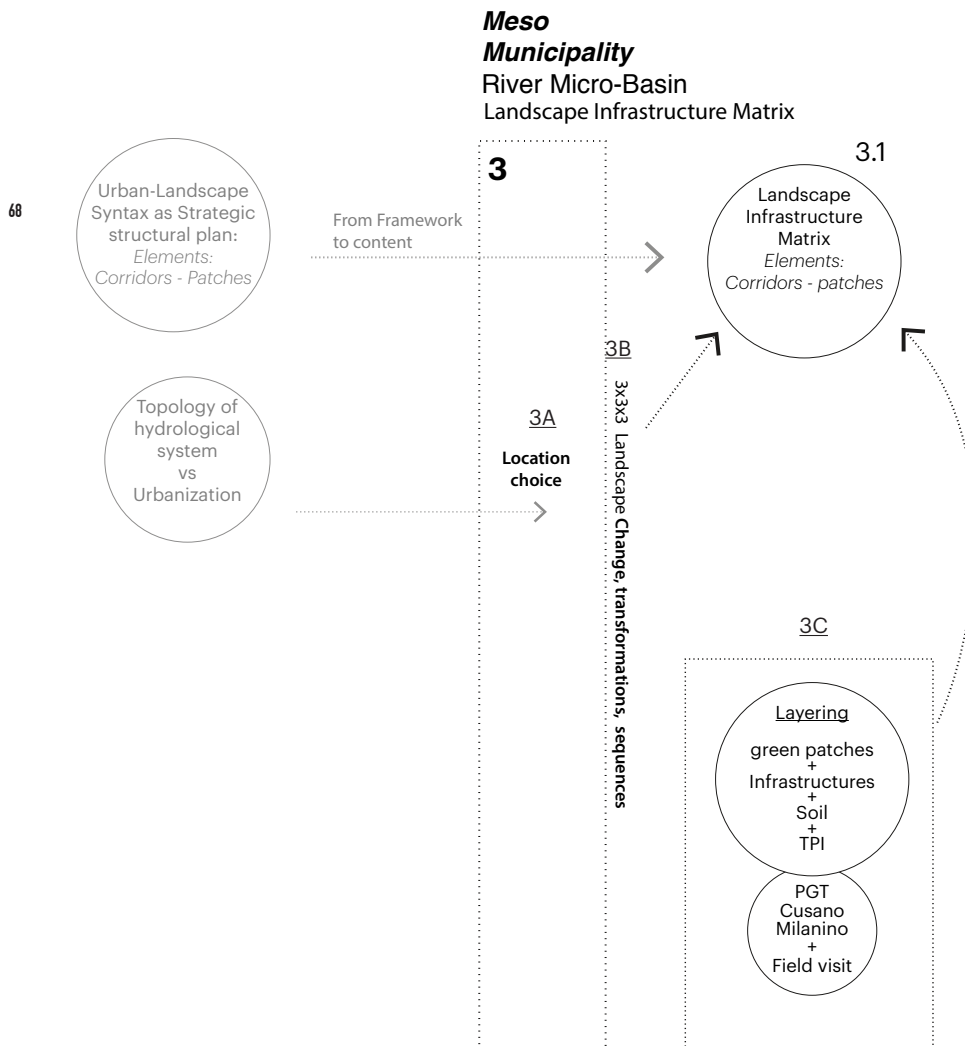 Meso
Municipality
River Micro-Basin
Landscape Infrastructure Matrix
68
Urban-Landscape
Syntax as Strategic
structural plan:
Elements:
Corridors - Patches
From Framework
to content
3
3.1
Landscape
Infrastructure
Matrix
Elements:
Corridors - patches
Topology of
hydrological
system
vs
Urbanization
3A
Location
choice
3B
3x3x3 Landscape Change, transformations, sequences
3C
Layering
green patches
+
Infrastructures
+
Soil
+
TPI
PGT
Cusano
Milanino
+
Field visit